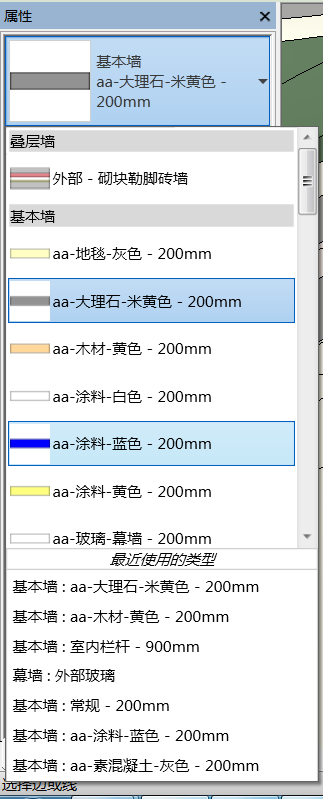 属性
基本墙
aa-大理石-米黄色 -
200mm
叠层墙
外部 - 砌块勒脚砖墙
基本墙
aa-地毯-灰色 - 200mm
aa-大理石-米黄色 - 200mm
aa-木材-黄色 - 200mm
aa-涂料-白色 - 200mm
aa-涂料-蓝色 - 200mm
aa-涂料-黄色 - 200mm
aa-玻璃-幕墙 - 200mm
最近使用的类型
基本墙 : aa-大理石-米黄色 - 200mm
基本墙 : aa-木材-黄色 - 200mm
基本墙 : 室内栏杆 - 900mm
幕墙 : 外部玻璃
基本墙 : 常规 - 200mm
基本墙 : aa-涂料-蓝色 - 200mm
基本墙 : aa-素混凝土-灰色 - 200mm
选择边或线